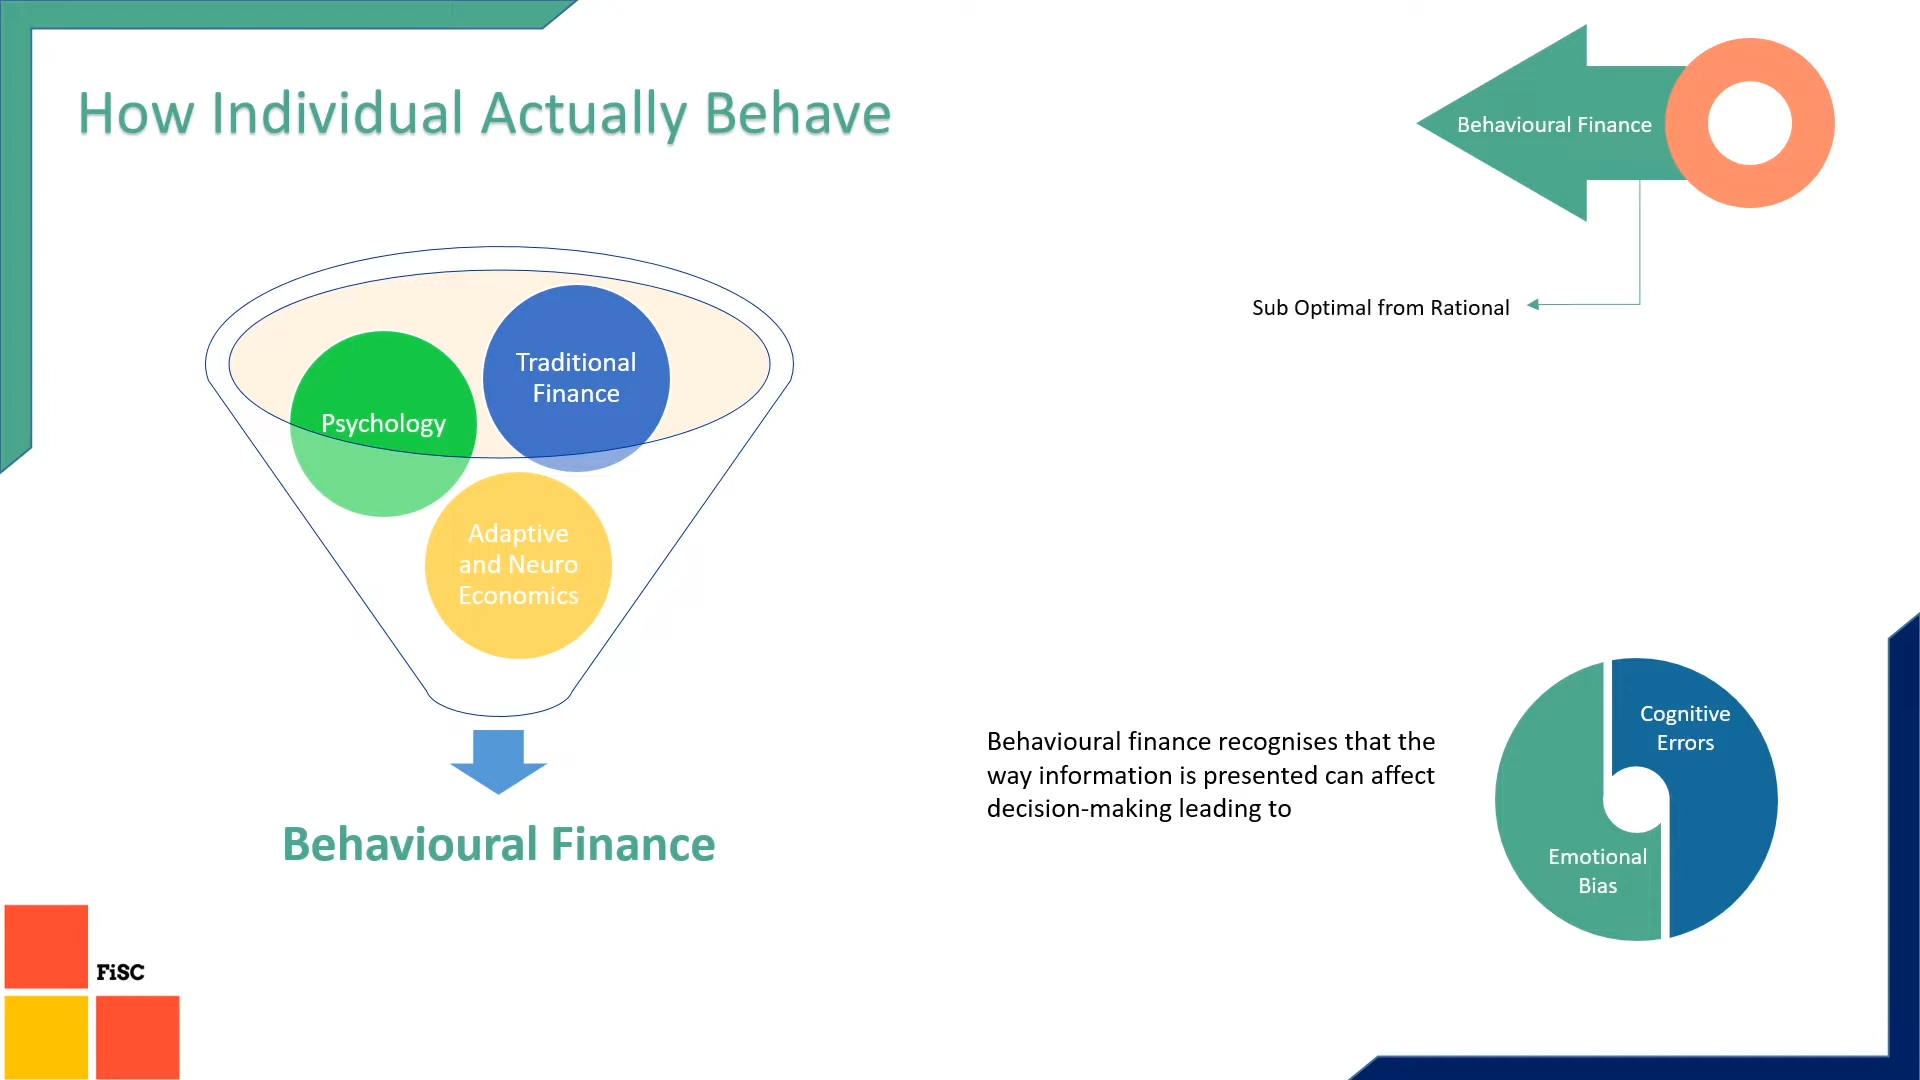 How Individual Actually Behave
Behavioural Finance
Sub Optimal from Rational
Traditional
Finance
Psychology
Adaptive
and Neuro
Economics
Behavioural Finance
Behavioural finance recognises that the
way information is presented can affect
decision-making leading to
Cognitive
Errors
Emotional
Bias
FiSC